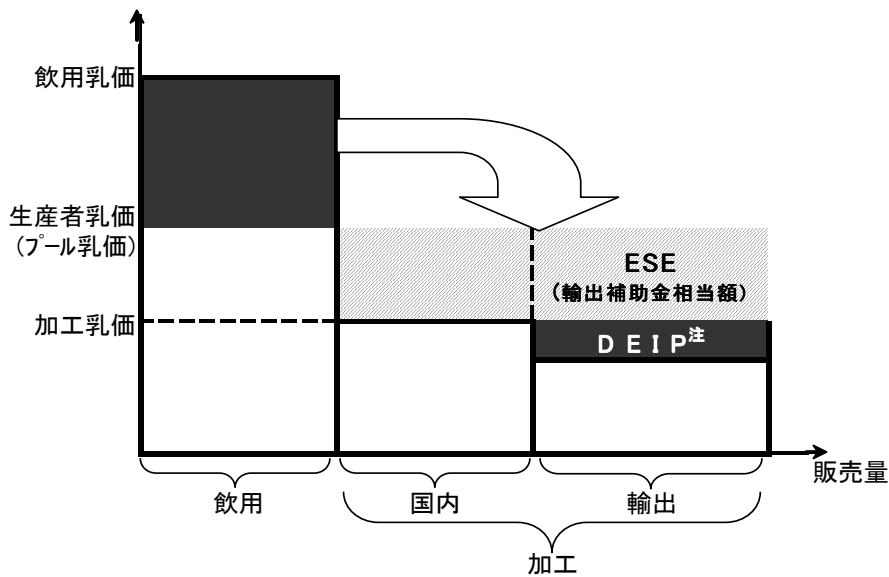 飲用乳価
生産者乳価
(プール乳価)
加工乳価
ESE
(輸出補助金相当額)
DEIP注
販売量
飲用
国内
輸出
加工